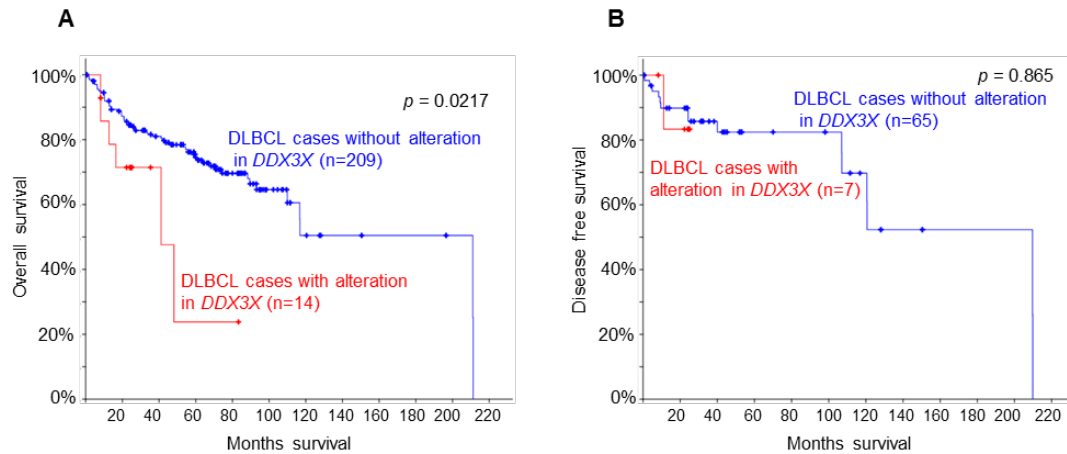 A
100%
80%
60%
40%
20%
0%
Overall survival
p = 0.0217
DLBCL cases without alteration
in DDX3X (n=209)
DLBCL cases with alteration
in DDX3X (n=14)
20 40 60 80 100 120 140 160 180 200 220
Months survival
B
100%
80%
60%
40%
20%
0%
Disease free survival
p = 0.865
DLBCL cases without alteration
in DDX3X (n=65)
DLBCL cases with
alteration in DDX3X (n=7)
20 40 60 80 100 120 140 160 180 200 220
Months survival